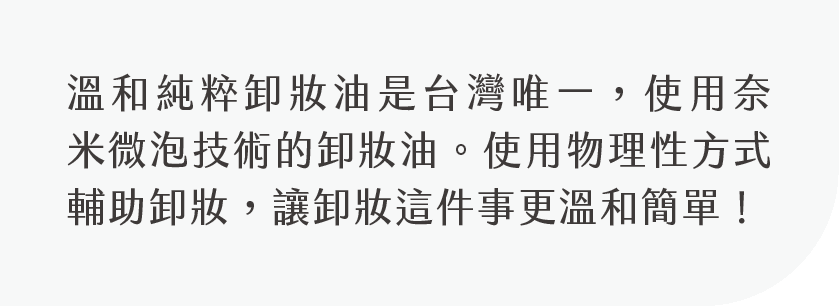 溫和純粹卸妝油是台灣唯一，使用奈
米微泡技術的卸妝油。使用物理性方式
輔助卸妝，讓卸妝這件事更溫和簡單！